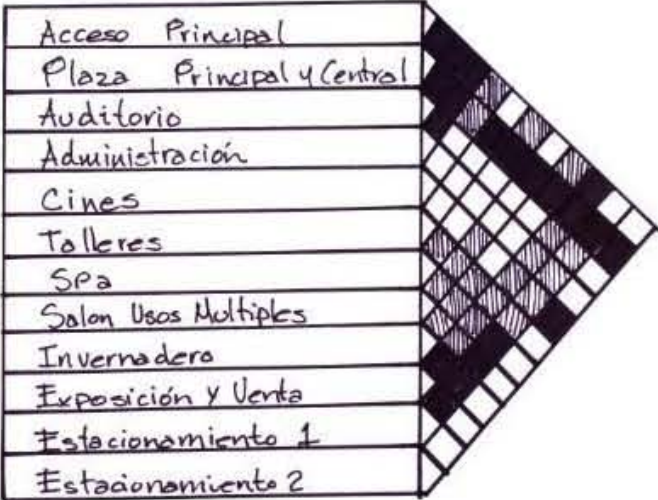 Acceso Principal
Plaza Principal y Central
Auditorio
Administración
Cines
Talleres
Spa
Salon Usos Multiples
Invernadero
Exposición y Venta
Estacionamiento 1
Estacionamiento 2